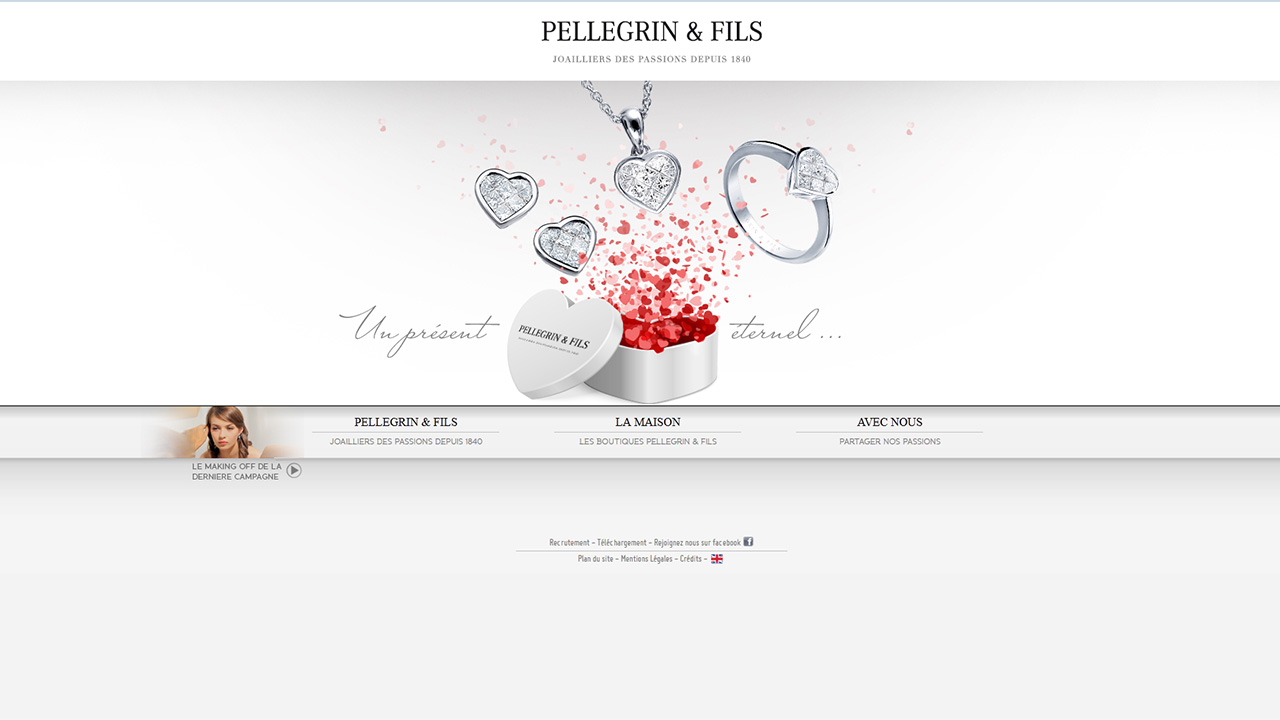 PELLEGRIN & FILS
JOAILLIERS DES PASSIONS DEPUIS 1840
Un présent
éternel ...
PELLEGRIN & FILS
PELLEGRIN & FILS
JOAILLIERS DES PASSIONS DEPUIS 1840
LA MAISON
LES BOUTIQUES PELLEGRIN & FILS
AVEC NOUS
PARTAGER NOS PASSIONS
LE MAKING OFF DE LA
DERNIERE CAMPAGNE
Recrutement - Téléchargement - Rejoignez nous sur facebook
Plan du site - Mentions Légales - Crédits -